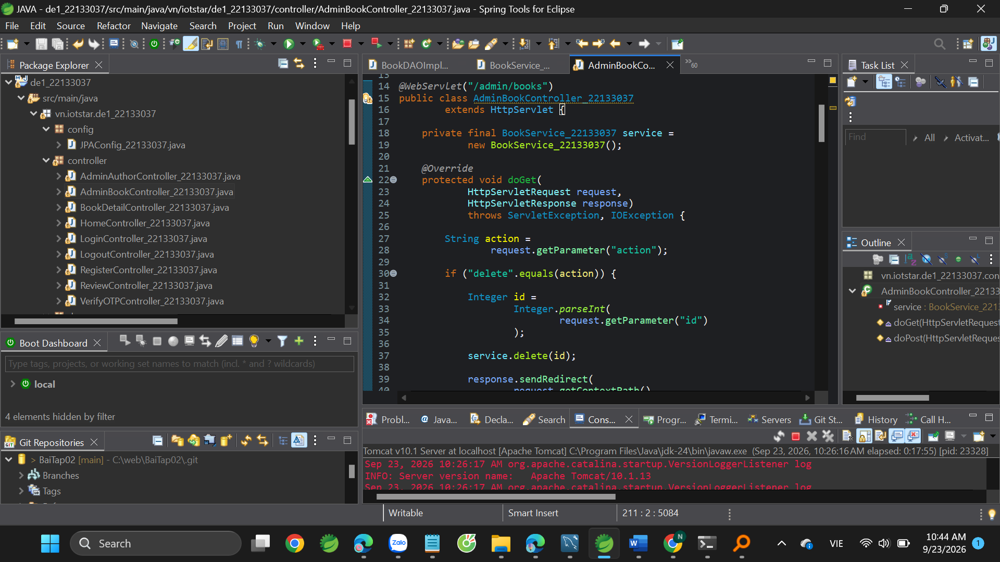 JAVA - de1_22133037/src/main/java/vn/iotstar/de1_22133037/controller/AdminBookController_22133037.java - Spring Tools for Eclipse
File Edit Source Refactor Navigate Search Project Run Window Help
Package Explorer
de1_22133037
src/main/java
vn.iotstar.de1_22133037
config
JPAConfig_22133037.java
controller
AdminAuthorController_22133037.java
AdminBookController_22133037.java
BookDetailController_22133037.java
HomeController_22133037.java
LoginController_22133037.java
LogoutController_22133037.java
RegisterController_22133037.java
ReviewController_22133037.java
VerifyOTPController_22133037.java
Boot Dashboard
Type tags, projects, or working set names to match (incl. * and ? wildcards)
local
4 elements hidden by filter
Git Repositories
> BaiTap02 [main] - C:\web\BaiTap02\.git
Branches
Tags
BookDAOImpl... BookService_... AdminBookCo... »60
13
14 @WebServlet("/admin/books")
15 public class AdminBookController_22133037
16 extends HttpServlet {
17
18 private final BookService_22133037 service =
19 new BookService_22133037();
20
21 @Override
22 protected void doGet(
23 HttpServletRequest request,
24 HttpServletResponse response)
25 throws ServletException, IOException {
26
27 String action =
28 request.getParameter("action");
29
30 if ("delete".equals(action)) {
31
32 Integer id =
33 Integer.parseInt(
34 request.getParameter("id")
35 );
36
37 service.delete(id);
38
39 response.sendRedirect(
40 request.getContextPath()
Task List
Find All Activat...
Outline
vn.iotstar.de1_22133037.con
AdminBookController_22133
service : BookService_221
doGet(HttpServletRequest
doPost(HttpServletReques
Probl... Java... Decla... Search Cons... Progr... Termi... Servers Git St... History Call H...
Tomcat v10.1 Server at localhost [Apache Tomcat] C:\Program Files\Java\jdk-24\bin\javaw.exe (Sep 23, 2026, 10:26:16 AM elapsed: 0:17:55) [pid: 23328]
Sep 23, 2026 10:26:17 AM org.apache.catalina.startup.VersionLoggerListener log
INFO: Server version name: Apache Tomcat/10.1.13
Sep 23, 2026 10:26:17 AM org.apache.catalina.startup.VersionLoggerListener log
Writable Smart Insert 211 : 2 : 5084
Search
Zalo
N
VIE
10:44 AM
9/23/2026
1